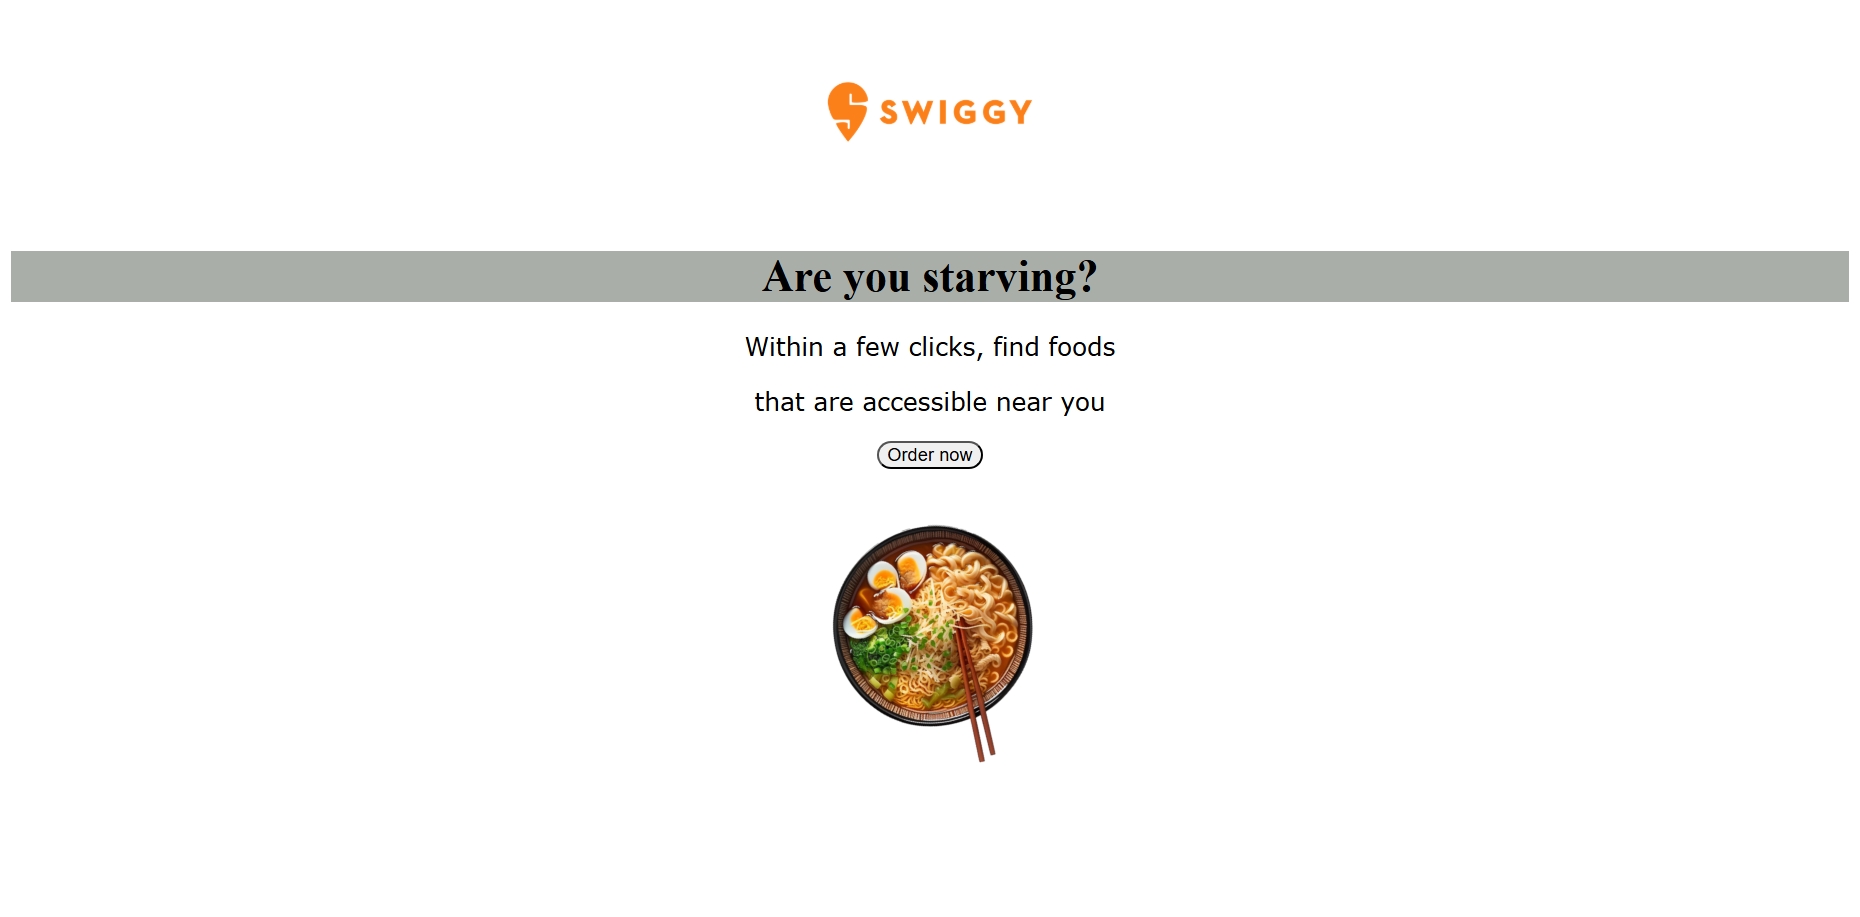 SWIGGY
Are you starving?
Within a few clicks, find foods
that are accessible near you
Order now